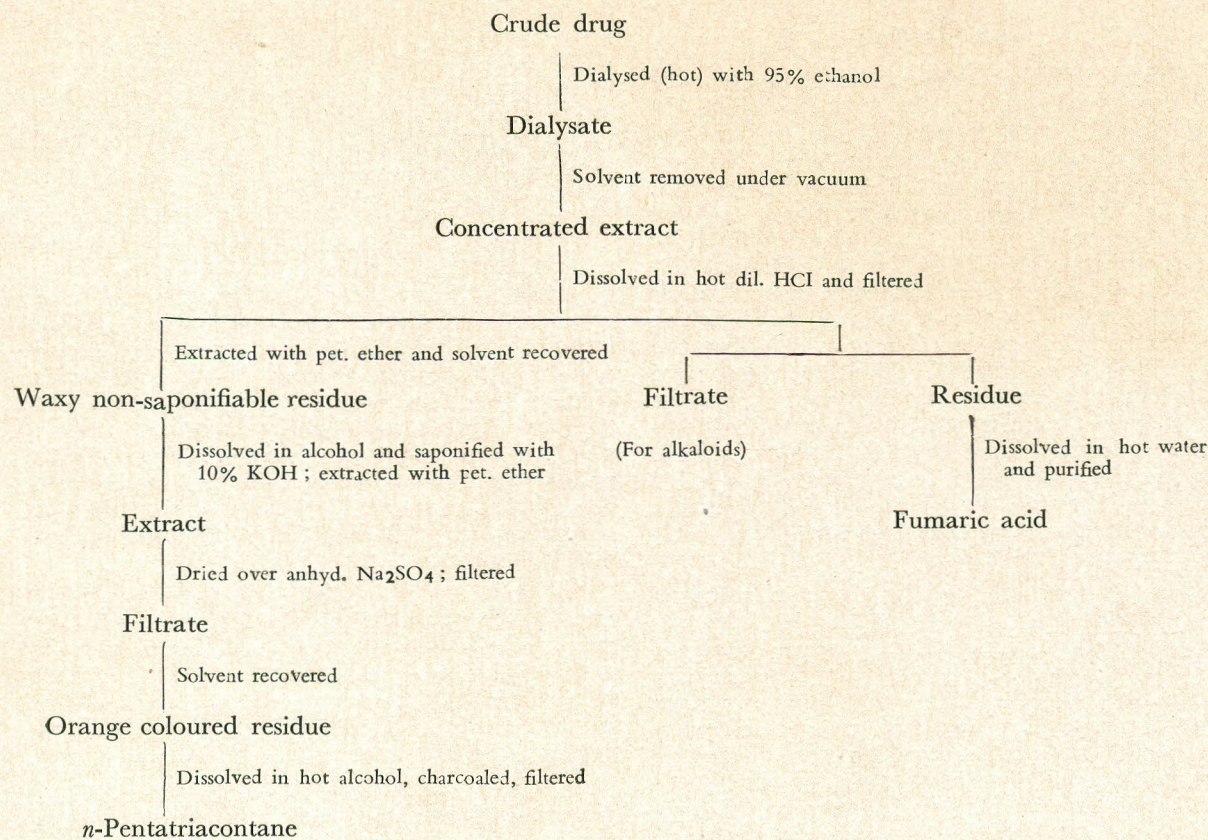 Crude drug
Dialysed (hot) with 95% ethanol
Dialysate
Solvent removed under vacuum
Concentrated extract
Dissolved in hot dil. HCl and filtered
Extracted with pet. ether and solvent recovered
Waxy non-saponifiable residue
Filtrate
Residue
Dissolved in alcohol and saponified with
10% KOH ; extracted with pet. ether
(For alkaloids)
Dissolved in hot water
and purified
Extract
Fumaric acid
Dried over anhyd. Na2SO4 ; filtered
Filtrate
Solvent recovered
Orange coloured residue
Dissolved in hot alcohol, charcoaled, filtered
n-Pentatriacontane